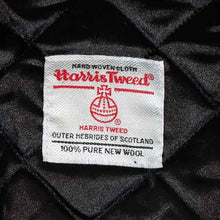 HAND WOVEN CLOTH
Harris Tweed®
HARRIS TWEED
OUTER HEBRIDES OF SCOTLAND
100% PURE NEW WOOL